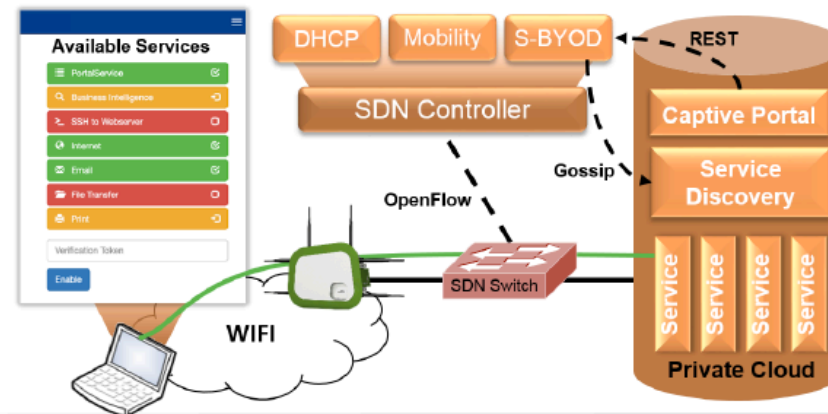 Available Services
PortalService
Business Intelligence
SSH to Webserver
Internet
Email
File Transfer
Print
Verification Token
Enable
DHCP
Mobility
S-BYOD
SDN Controller
REST
Captive Portal
Service
Discovery
Gossip
OpenFlow
SDN Switch
WIFI
Service
Service
Service
Service
Private Cloud